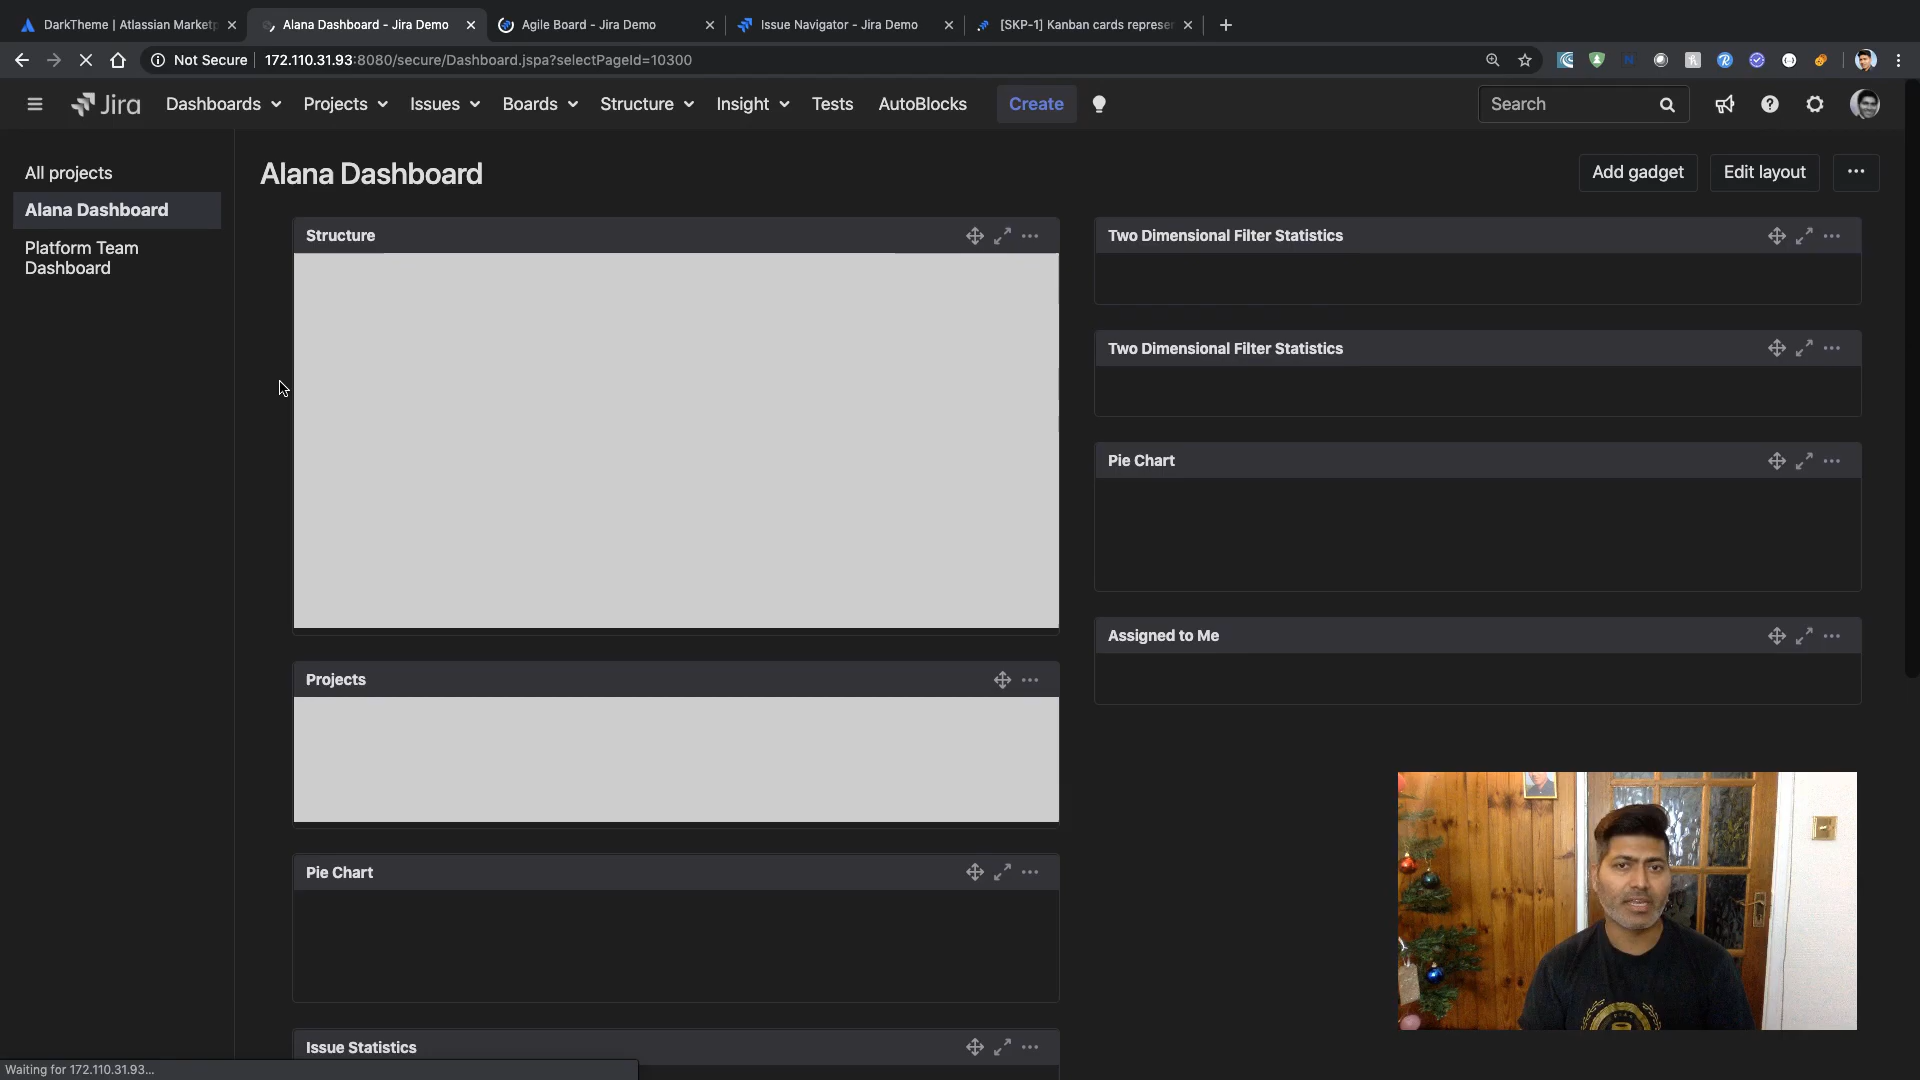 DarkTheme | Atlassian Marketp
Alana Dashboard - Jira Demo
Agile Board - Jira Demo
Issue Navigator - Jira Demo
[SKP-1] Kanban cards represe
Not Secure
172.110.31.93:8080/secure/Dashboard.jspa?selectPageId=10300
Jira
Dashboards
Projects
Issues
Boards
Structure
Insight
Tests
AutoBlocks
Create
Search
All projects
Alana Dashboard
Platform Team
Dashboard
Alana Dashboard
Add gadget
Edit layout
Structure
Two Dimensional Filter Statistics
Two Dimensional Filter Statistics
Pie Chart
Assigned to Me
Projects
Pie Chart
Issue Statistics
Waiting for 172.110.31.93...